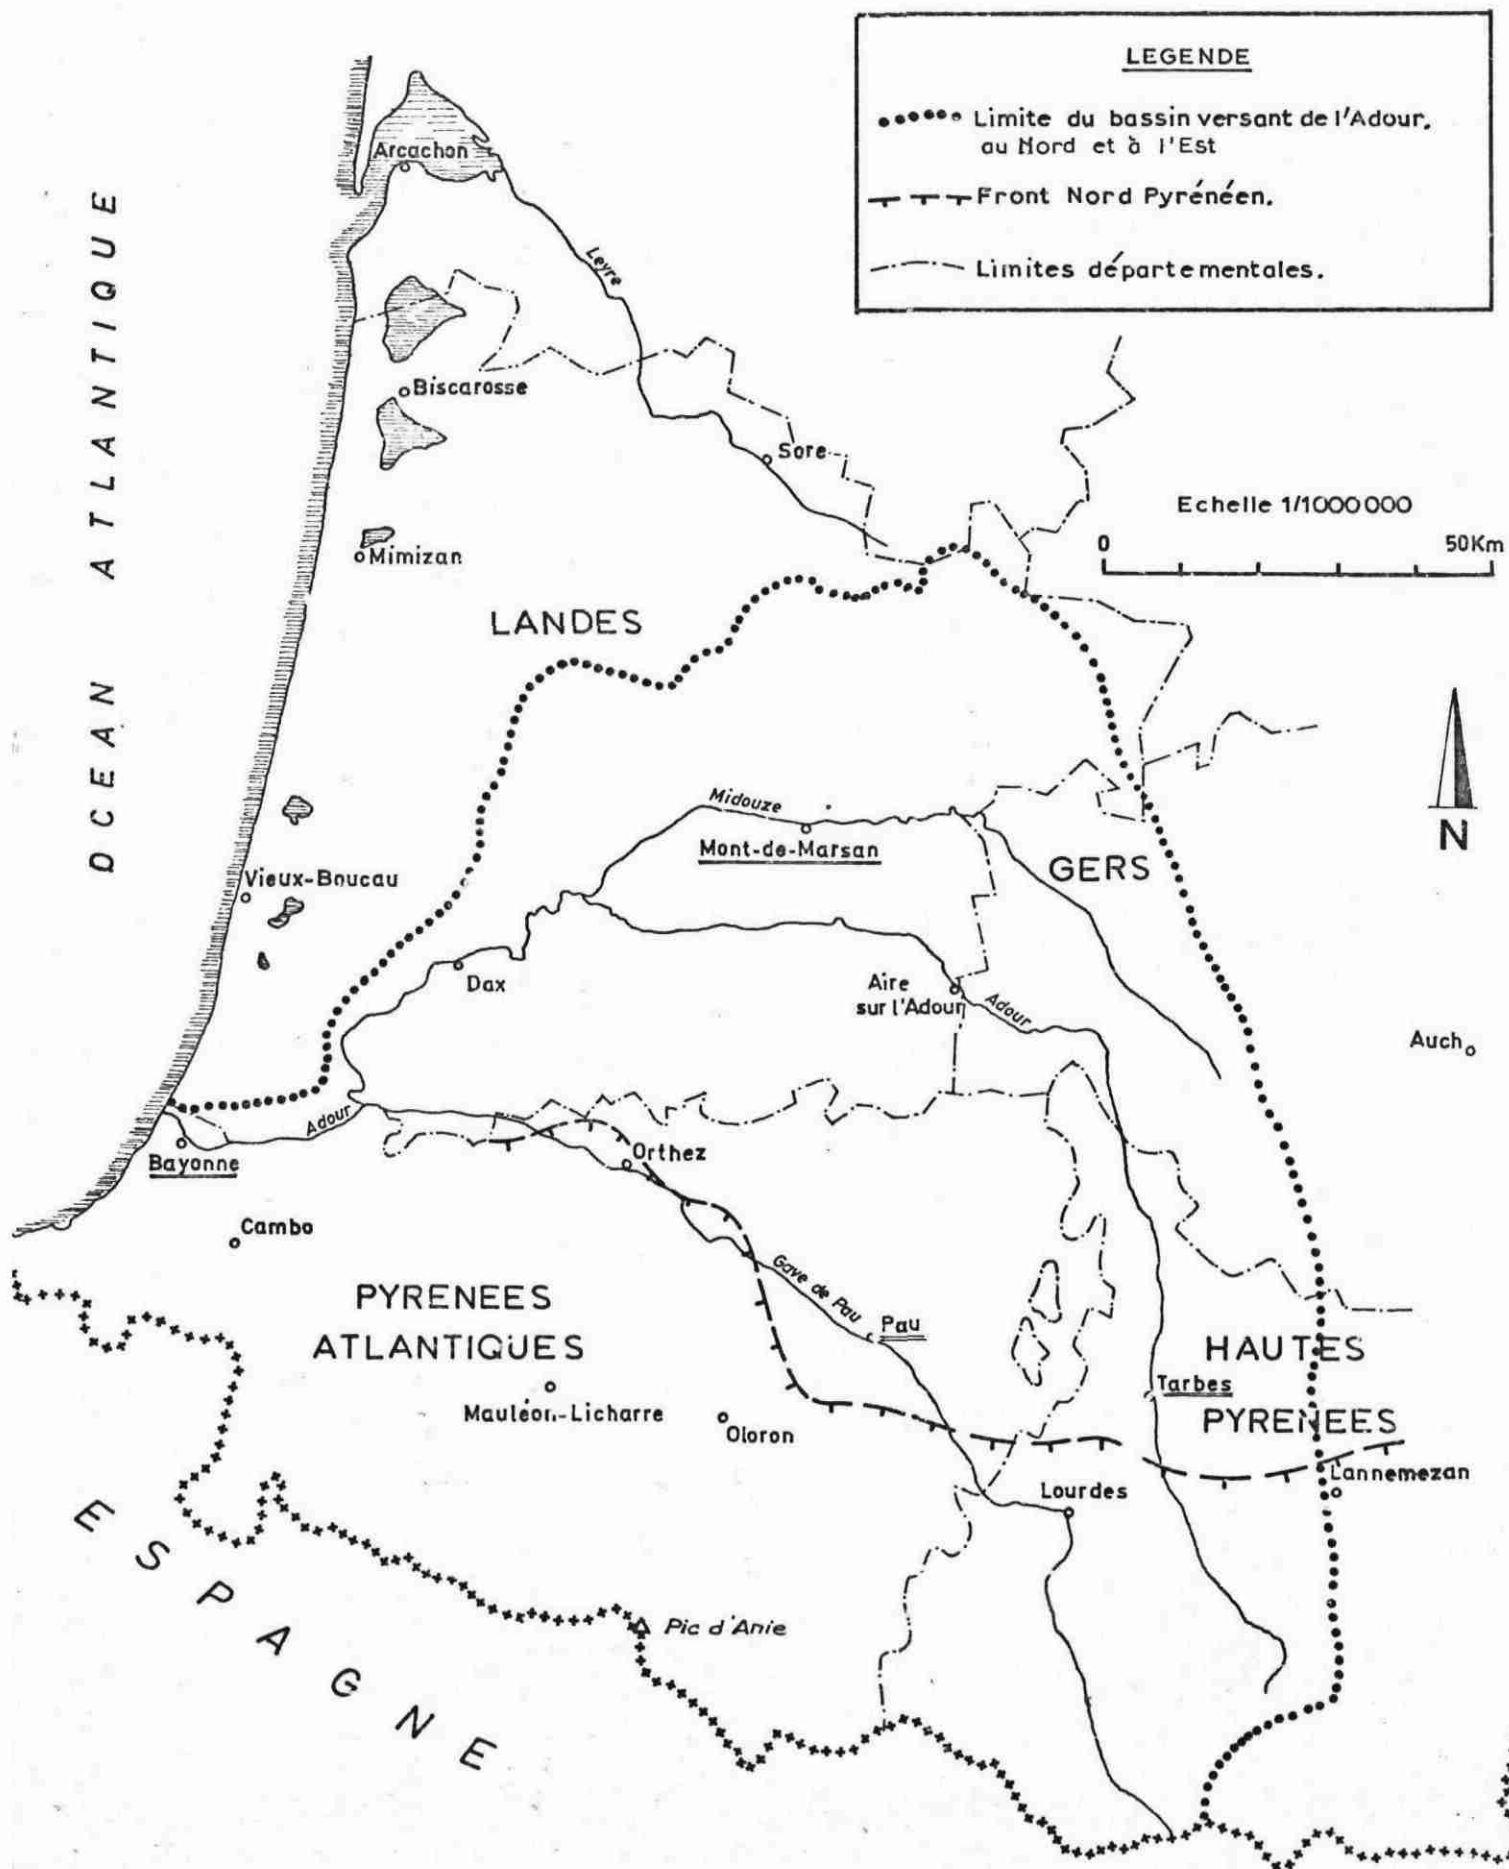 LEGENDE
Limite du bassin versant de l'Adour,
au Nord et à l'Est
Front Nord Pyrénéen.
Limites départementales.
Arcachon
OCEAN ATLANTIQUE
Leyre
Biscarosse
Sore
Echelle 1/1000000
0
50Km
Mimizan
LANDES
N
Midouze
Mont-de-Marsan
GERS
Vieux-Boucau
Dax
Aire
sur l'Adour
Adour
Auch
Adour
Bayonne
Orthez
Cambo
Gave de Pau
Pau
PYRENEES
ATLANTIQUES
HAUTES
PYRENEES
Tarbes
Mauléon-Licharre
Oloron
Lannemezan
Lourdes
ESPAGNE
Pic d'Anie